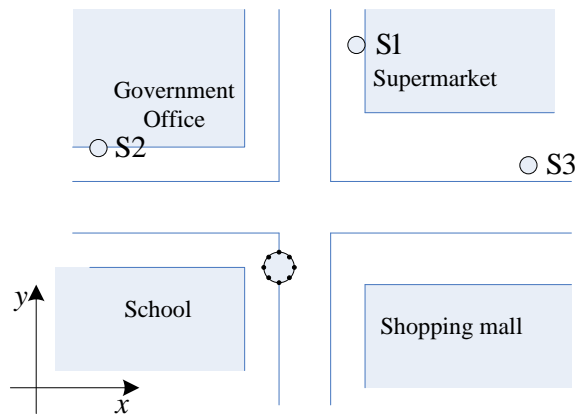 S1
Supermarket
Government
Office
S2
S3
School
Shopping mall
y
x